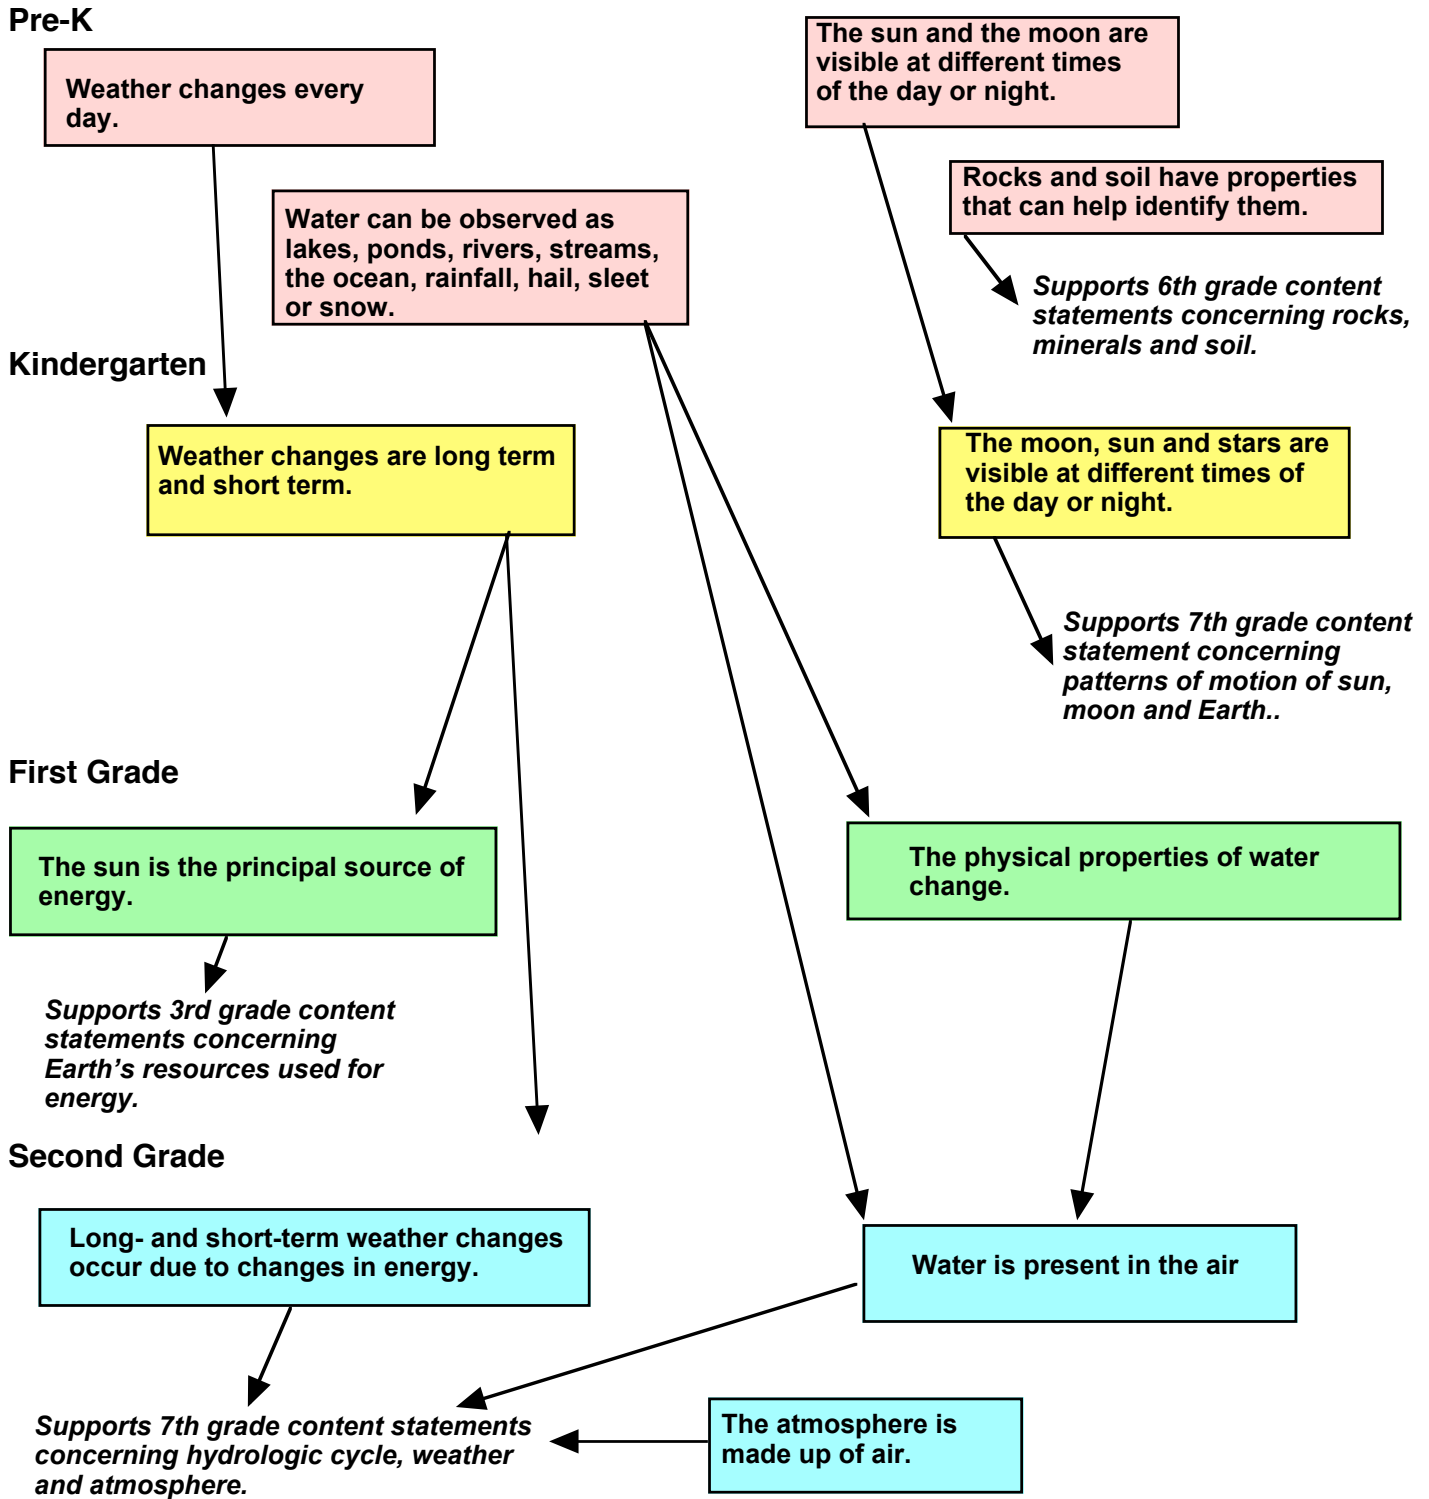 Pre-K
Weather changes every
day.
The sun and the moon are
visible at different times
of the day or night.
Rocks and soil have properties
that can help identify them.
Water can be observed as
lakes, ponds, rivers, streams,
the ocean, rainfall, hail, sleet
or snow.
Supports 6th grade content
statements concerning rocks,
minerals and soil.
Kindergarten
Weather changes are long term
and short term.
The moon, sun and stars are
visible at different times of
the day or night.
Supports 7th grade content
statement concerning
patterns of motion of sun,
moon and Earth..
First Grade
The sun is the principal source of
energy.
The physical properties of water
change.
Supports 3rd grade content
statements concerning
Earth’s resources used for
energy.
Second Grade
Long- and short-term weather changes
occur due to changes in energy.
Water is present in the air
Supports 7th grade content statements
concerning hydrologic cycle, weather
and atmosphere.
The atmosphere is
made up of air.